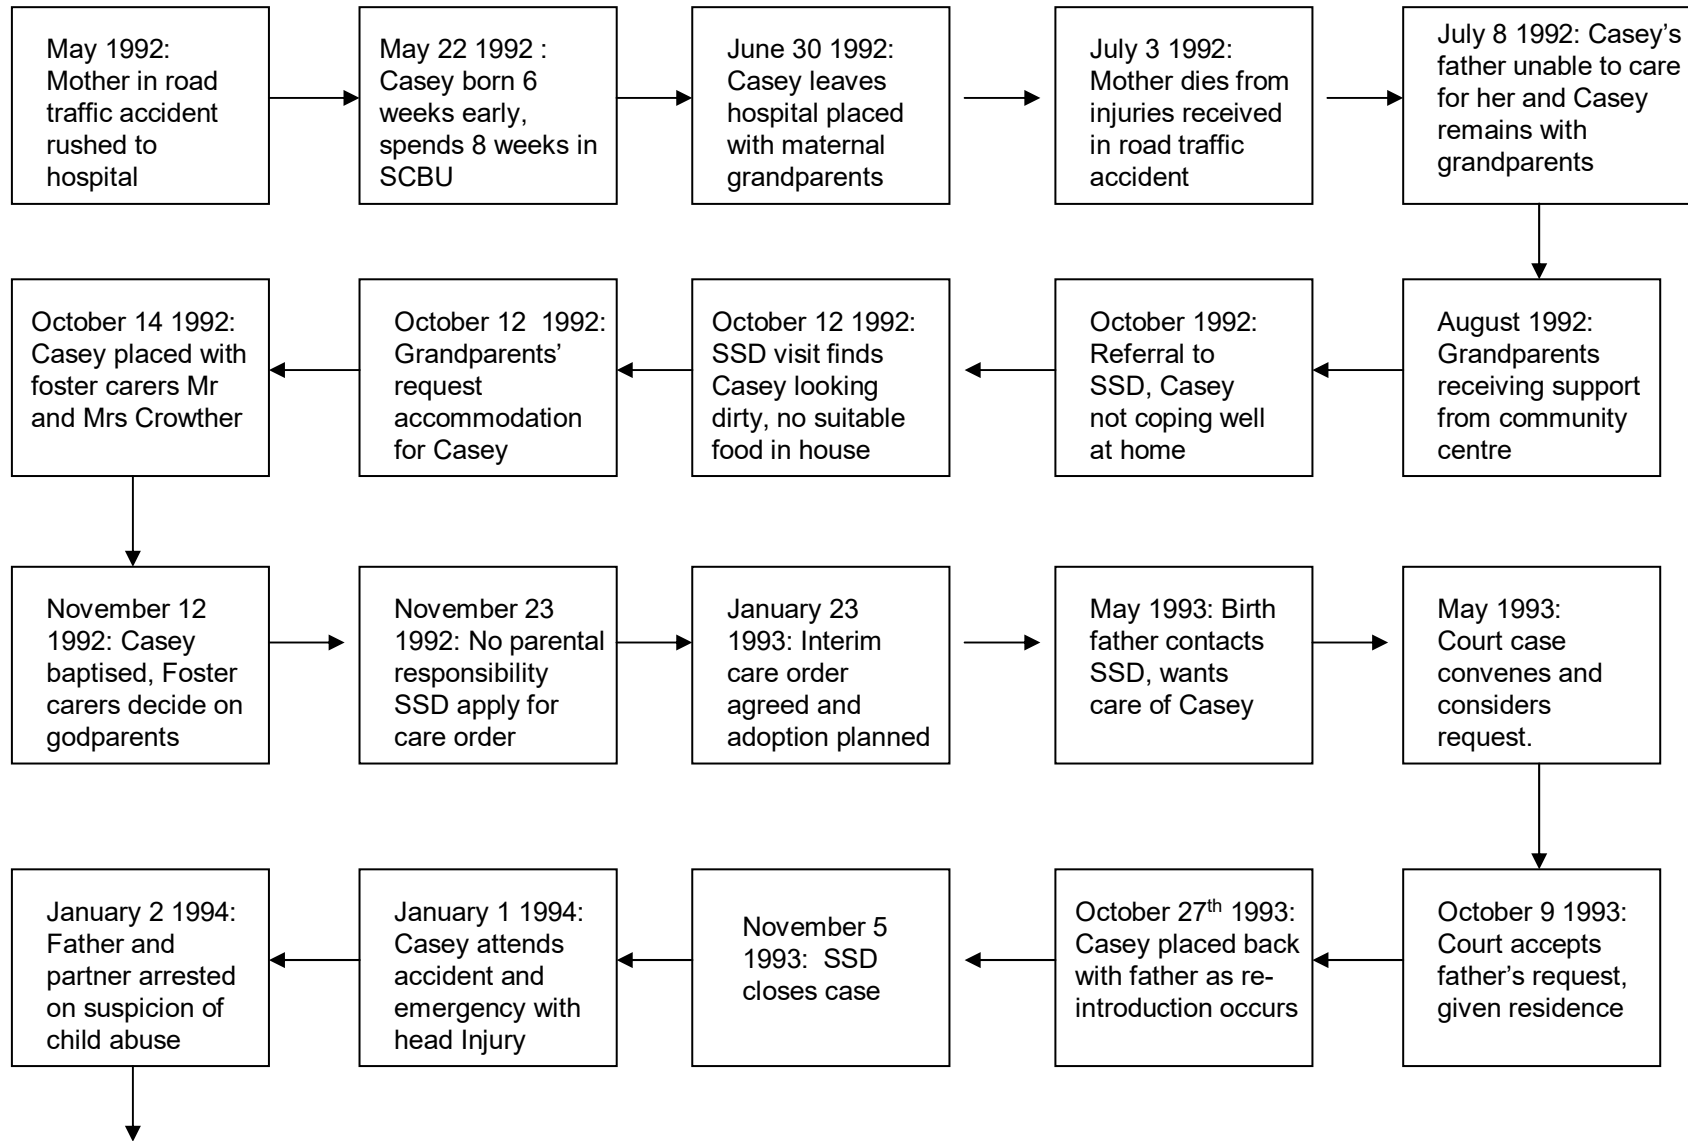 May 1992:
Mother in road
traffic accident
rushed to
hospital
May 22 1992 :
Casey born 6
weeks early,
spends 8 weeks in
SCBU
June 30 1992:
Casey leaves
hospital placed
with maternal
grandparents
July 3 1992:
Mother dies from
injuries received
in road traffic
accident
July 8 1992: Casey’s
father unable to care
for her and Casey
remains with
grandparents
August 1992:
Grandparents
receiving support
from community
centre
October 1992:
Referral to
SSD, Casey
not coping well
at home
October 12 1992:
SSD visit finds
Casey looking
dirty, no suitable
food in house
October 12 1992:
Grandparents’
request
accommodation
for Casey
October 14 1992:
Casey placed with
foster carers Mr
and Mrs Crowther
November 12
1992: Casey
baptised, Foster
carers decide on
godparents
November 23
1992: No parental
responsibility
SSD apply for
care order
January 23
1993: Interim
care order
agreed and
adoption planned
May 1993: Birth
father contacts
SSD, wants
care of Casey
May 1993:
Court case
convenes and
considers
request.
October 9 1993:
Court accepts
father’s request,
given residence
October 27th 1993:
Casey placed back
with father as re-
introduction occurs
November 5
1993: SSD
closes case
January 1 1994:
Casey attends
accident and
emergency with
head Injury
January 2 1994:
Father and
partner arrested
on suspicion of
child abuse